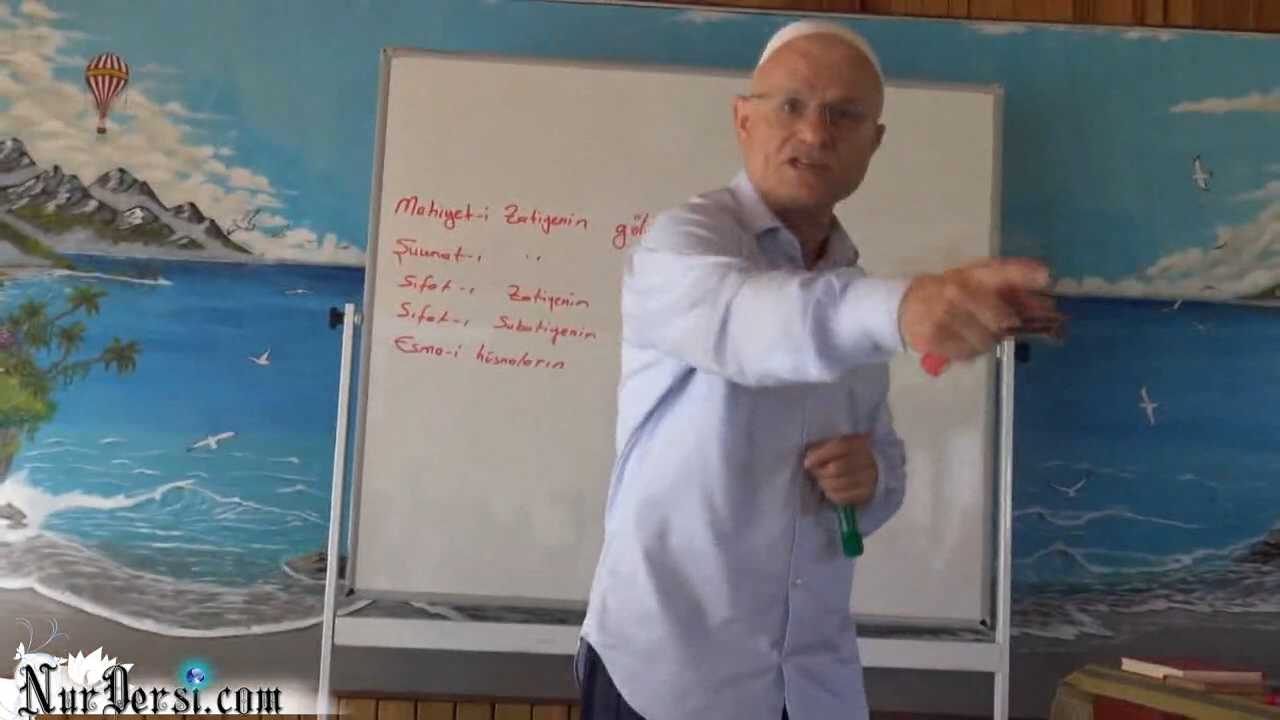 Mahiyet-i Zatiyenin
Şuunat-ı ,,
Sıfat-ı Zatiyenin
Sıfat-ı Subutiyenin
Esma-i hüsnaların
NurDersi.com